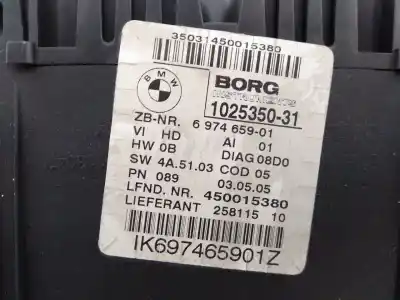 35031450015380
BMW
BORG
INSTRUMENTS
1025350-31
ZB-NR. 6 974 659-01
VI HD AI 01
HW 0B DIAG 08D0
SW 4A.51.03 COD 05
PN 089 03.05.05
LFND. NR. 450015380
LIEFERANT 258115 10
IK697465901Z